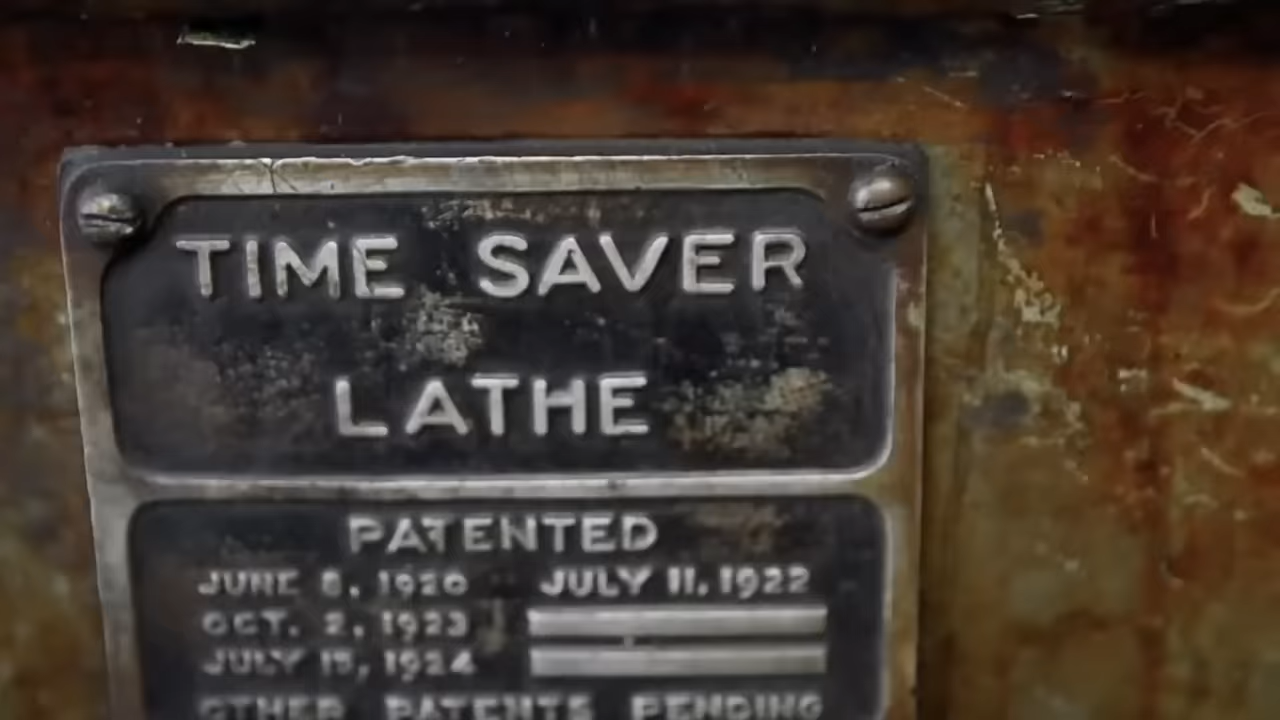 TIME SAVER
LATHE
PATENTED
JUNE 8, 1920 JULY 11, 1922
OCT. 2, 1923
JULY 15, 1924
OTHER PATENTS PENDING